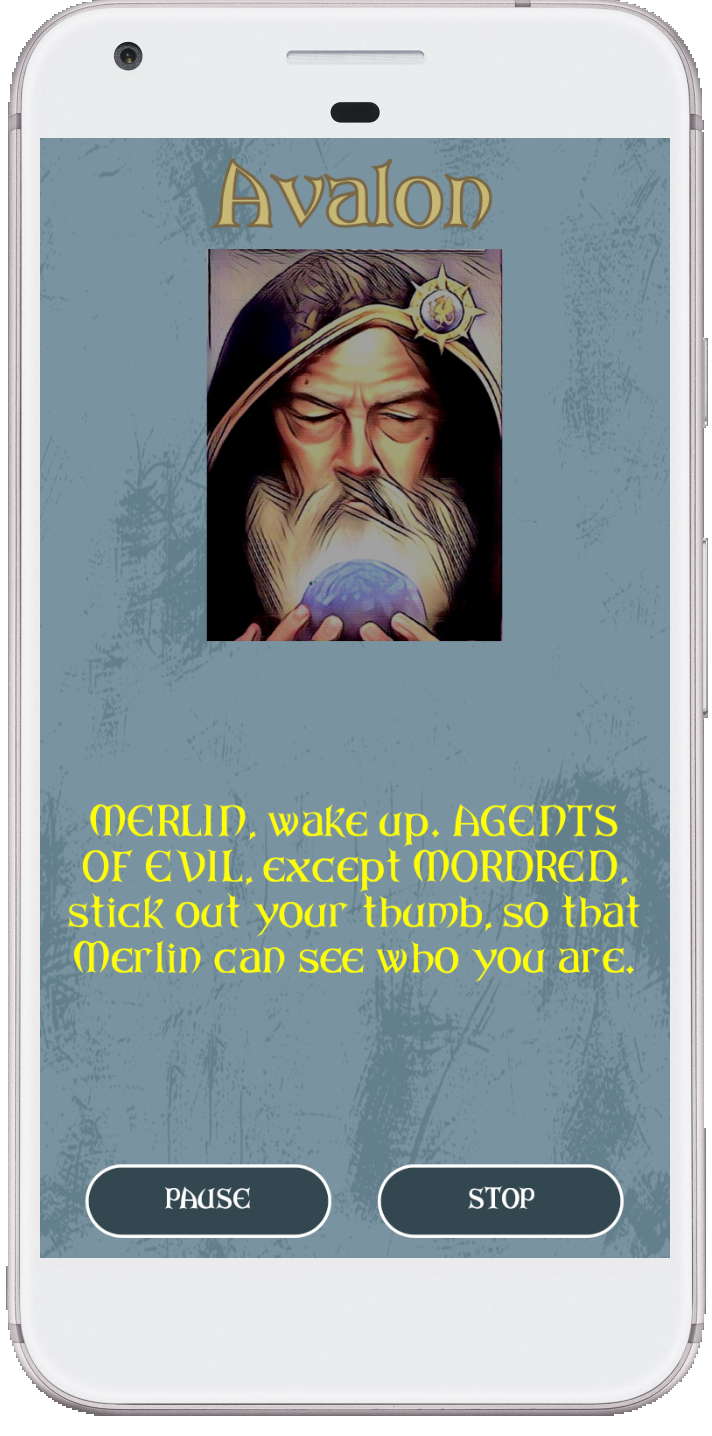 Avalon
MERLIN, wake up. AGENTS
OF EVIL, except MORDRED,
stick out your thumb, so that
Merlin can see who you are.
PAUSE
STOP